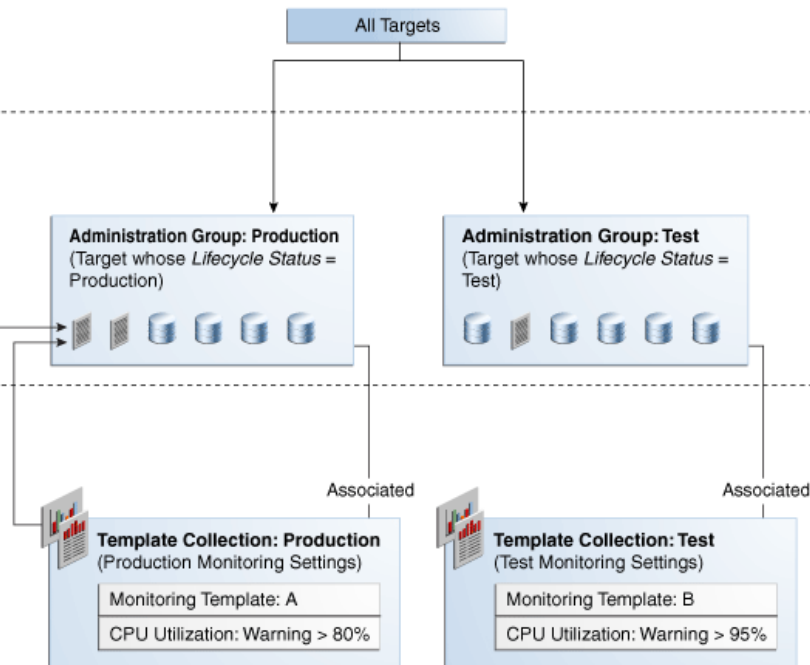 All Targets
Administration Group: Production
(Target whose Lifecycle Status =
Production)
Administration Group: Test
(Target whose Lifecycle Status =
Test)
Associated
Associated
Template Collection: Production
(Production Monitoring Settings)
Monitoring Template: A
CPU Utilization: Warning > 80%
Template Collection: Test
(Test Monitoring Settings)
Monitoring Template: B
CPU Utilization: Warning > 95%